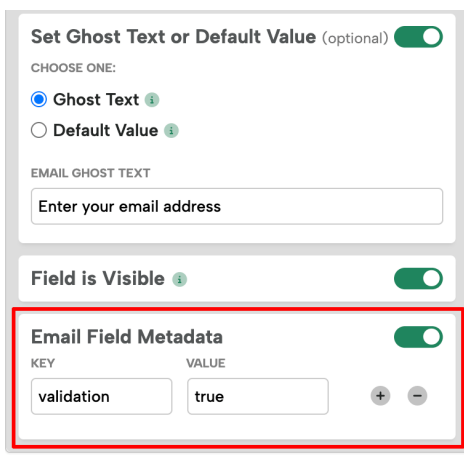 Set Ghost Text or Default Value (optional)
CHOOSE ONE:
Ghost Text i
Default Value i
EMAIL GHOST TEXT
Enter your email address
Field is Visible i
Email Field Metadata
KEY VALUE
validation true + −